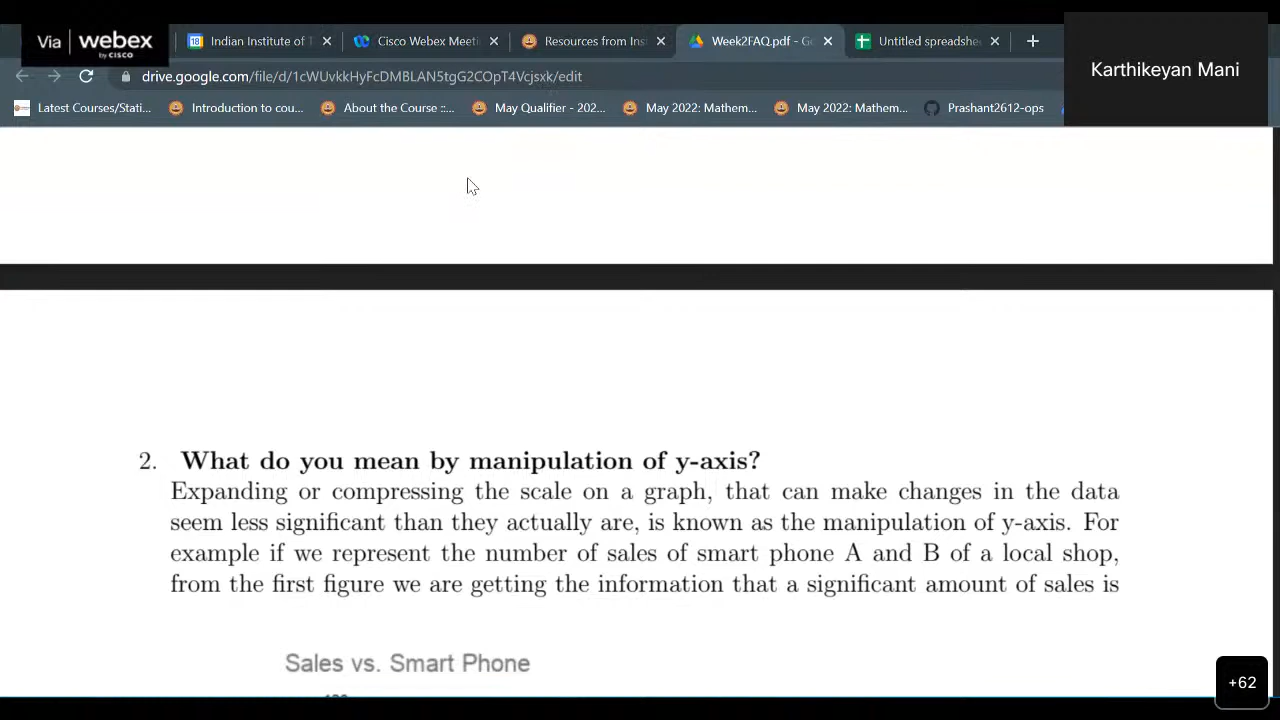 Via webex
by CISCO
Indian Institute of T
Cisco Webex Meeti
Resources from Ins
Week2FAQ.pdf - Go
Untitled spreadshe
Karthikeyan Mani
drive.google.com/file/d/1cWUvkkHyFcDMBLAN5tgG2COpT4Vcjsxk/edit
Latest Courses/Stati...
Introduction to cou...
About the Course ::...
May Qualifier - 202...
May 2022: Mathem...
May 2022: Mathem...
Prashant2612-ops
2. What do you mean by manipulation of y-axis?
Expanding or compressing the scale on a graph, that can make changes in the data
seem less significant than they actually are, is known as the manipulation of y-axis. For
example if we represent the number of sales of smart phone A and B of a local shop,
from the first figure we are getting the information that a significant amount of sales is
Sales vs. Smart Phone
+62